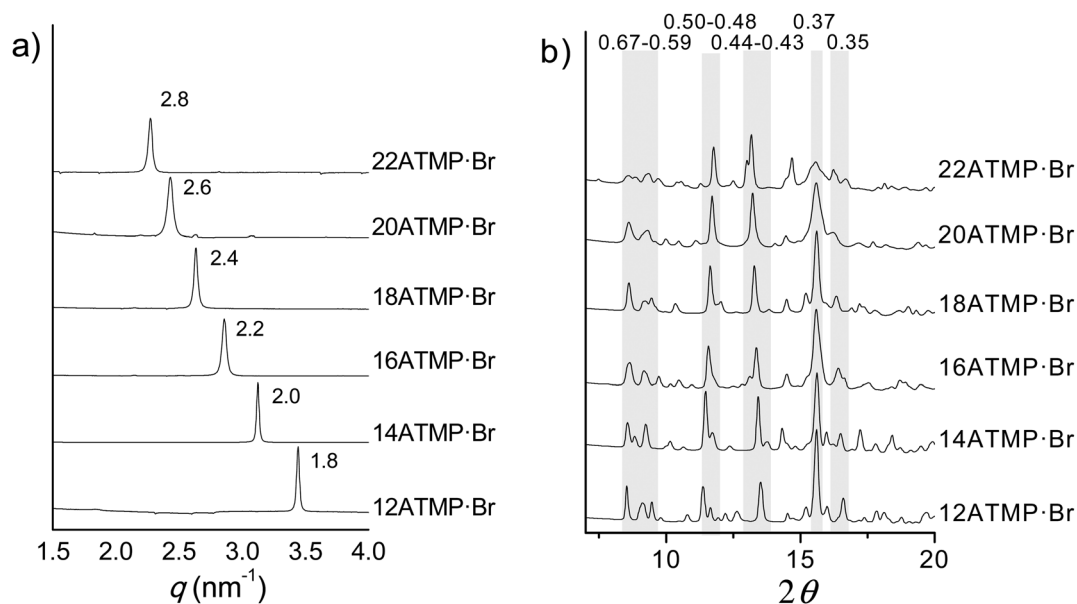 a)
2.8
22ATMP·Br
2.6
20ATMP·Br
2.4
18ATMP·Br
2.2
16ATMP·Br
2.0
14ATMP·Br
1.8
12ATMP·Br
1.5 2.0 2.5 3.0 3.5 4.0
q (nm⁻¹)
b)
0.50-0.48 0.37
0.67-0.59 0.44-0.43 0.35
22ATMP·Br
20ATMP·Br
18ATMP·Br
16ATMP·Br
14ATMP·Br
12ATMP·Br
10 15 20
2θ